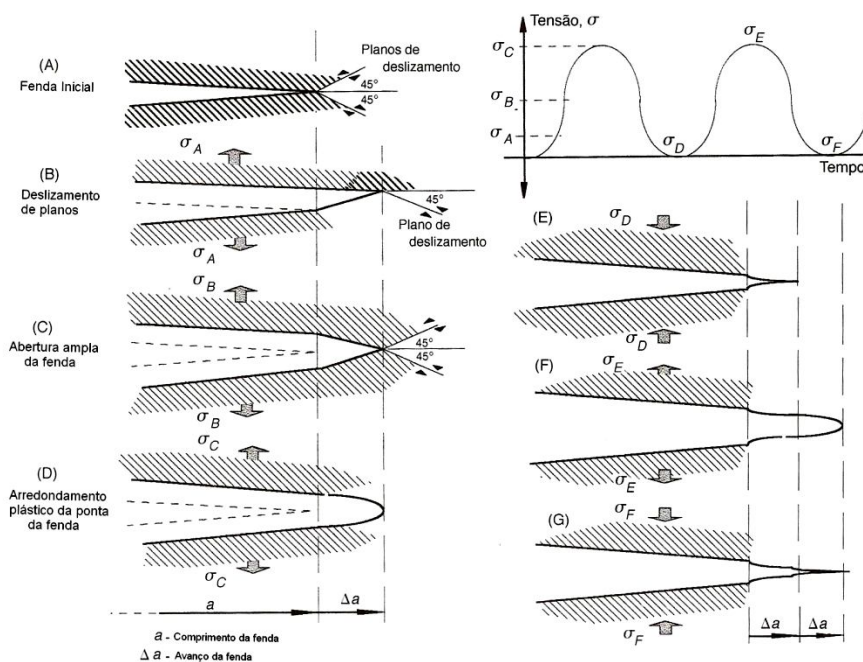 (A)
Fenda Inicial
Planos de
deslizamento
45°
45°
σA
(B)
Deslizamento
de planos
45°
Plano de
deslizamento
σA
σB
(C)
Abertura ampla
da fenda
45°
45°
σB
σC
(D)
Arredondamento
plástico da ponta
da fenda
σC
a
Δa
a - Comprimento da fenda
Δa - Avanço da fenda
Tensão, σ
σC
σE
σB
σA
σD
σF
Tempo
(E)
σD
σD
(F)
σE
σE
(G)
σF
Δa
Δa
σF